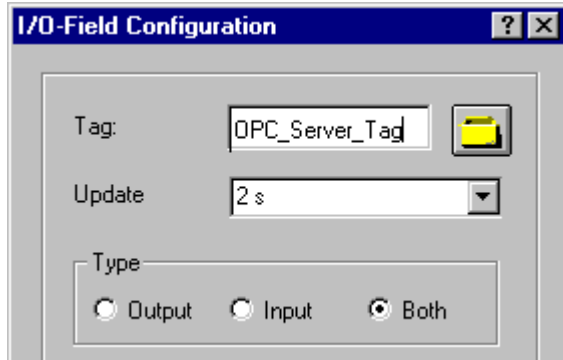 I/O-Field Configuration ? X
Tag: OPC_Server_Tag
Update 2 s
Type
Output Input Both